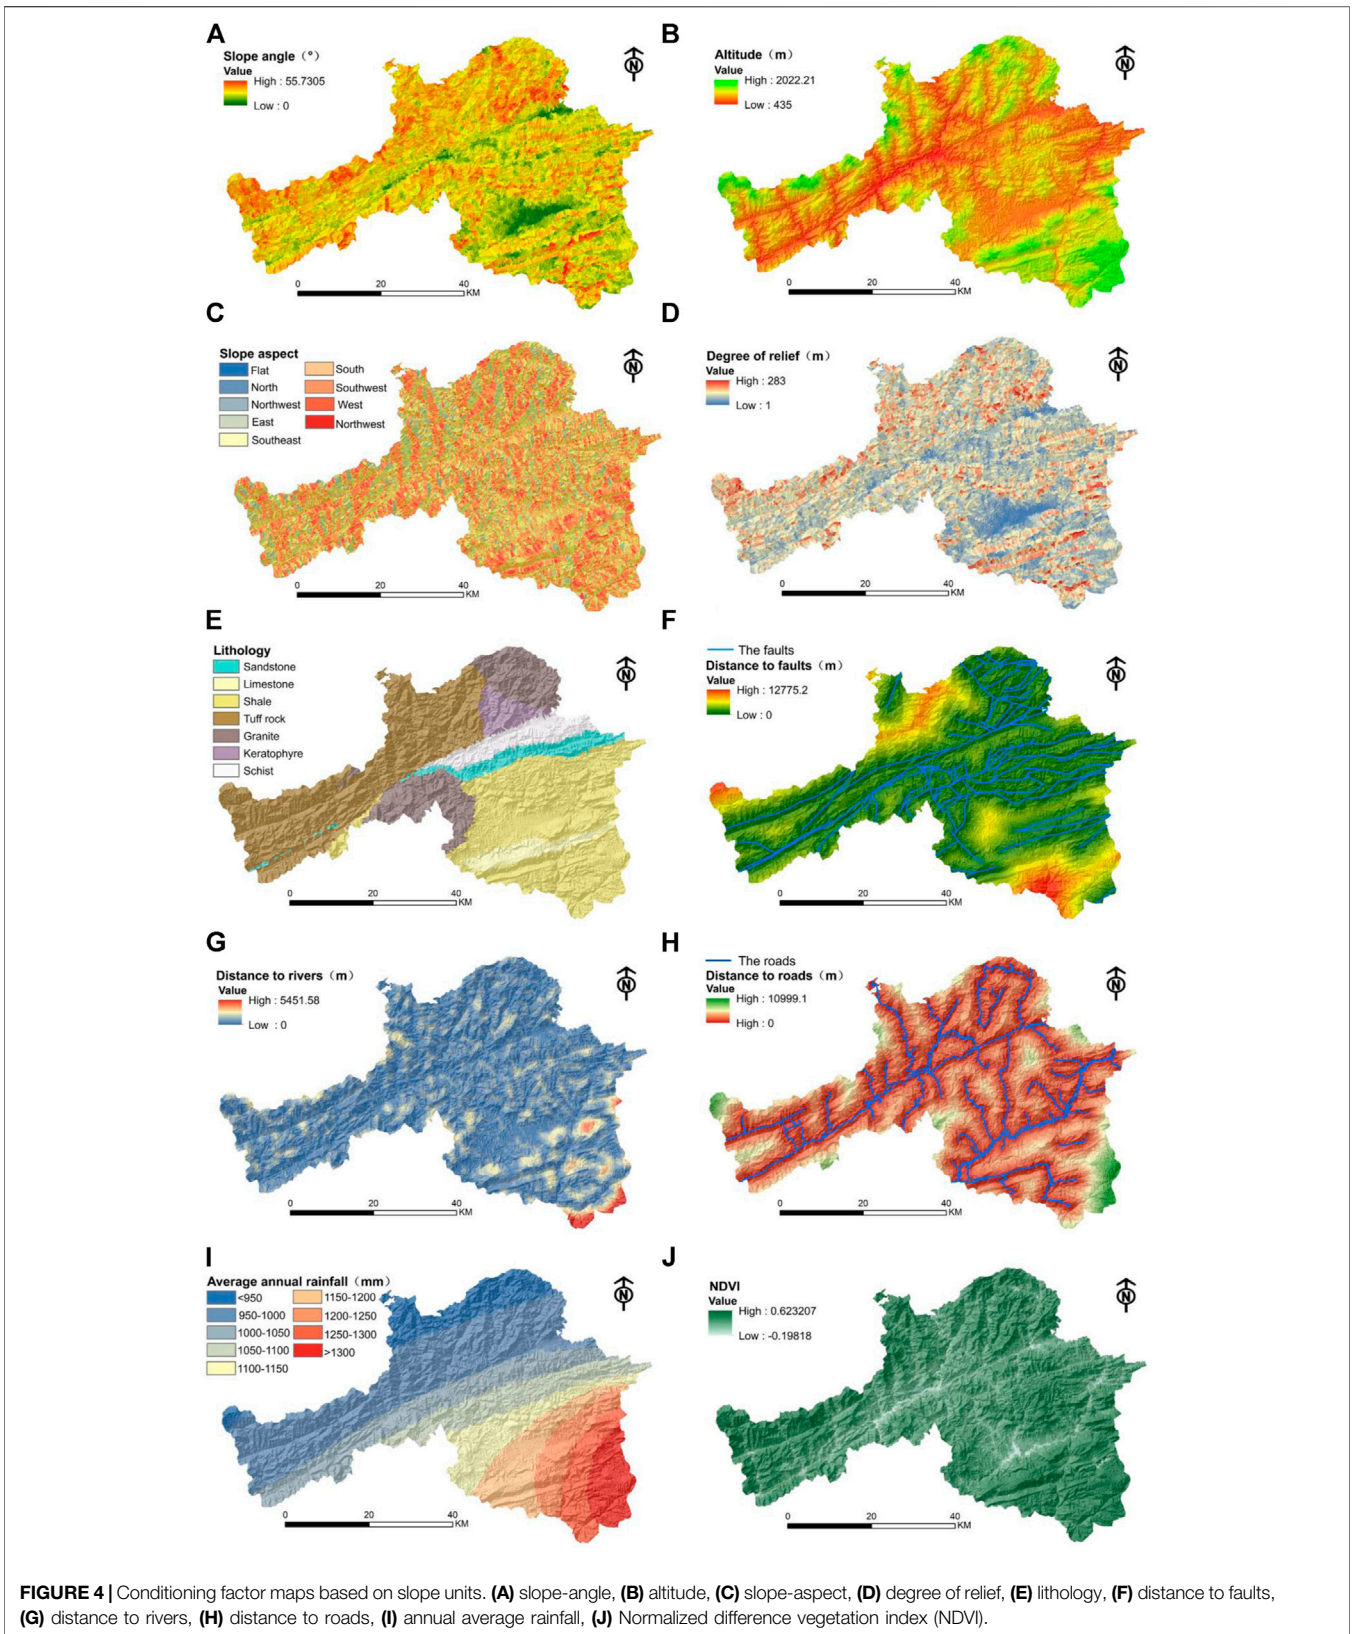 A
Slope angle（°）
Value
High : 55.7305
Low : 0
N
0 20 40
KM
B
Altitude（m）
Value
High : 2022.21
Low : 435
N
0 20 40
KM
C
Slope aspect
Flat
North
Northwest
East
Southeast
South
Southwest
West
Northwest
N
0 20 40
KM
D
Degree of relief（m）
Value
High : 283
Low : 1
N
0 20 40
KM
E
Lithology
Sandstone
Limestone
Shale
Tuff rock
Granite
Keratophyre
Schist
N
0 20 40
KM
F
The faults
Distance to faults（m）
Value
High : 12775.2
Low : 0
N
0 20 40
KM
G
Distance to rivers（m）
Value
High : 5451.58
Low : 0
N
0 20 40
KM
H
The roads
Distance to roads（m）
Value
High : 10999.1
High : 0
N
0 20 40
KM
I
Average annual rainfall（mm）
<950
950-1000
1000-1050
1050-1100
1100-1150
1150-1200
1200-1250
1250-1300
>1300
N
0 20 40
KM
J
NDVI
Value
High : 0.623207
Low : -0.19818
N
0 20 40
KM
FIGURE 4 | Conditioning factor maps based on slope units. (A) slope-angle, (B) altitude, (C) slope-aspect, (D) degree of relief, (E) lithology, (F) distance to faults,
(G) distance to rivers, (H) distance to roads, (I) annual average rainfall, (J) Normalized difference vegetation index (NDVI).